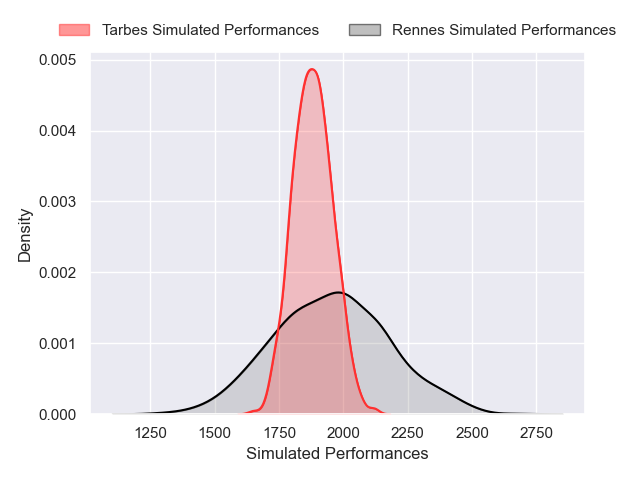 Tarbes Simulated Performances Rennes Simulated Performances
0.005
0.004
0.003
0.002
0.001
0.000
Density
1250 1500 1750 2000 2250 2500 2750
Simulated Performances